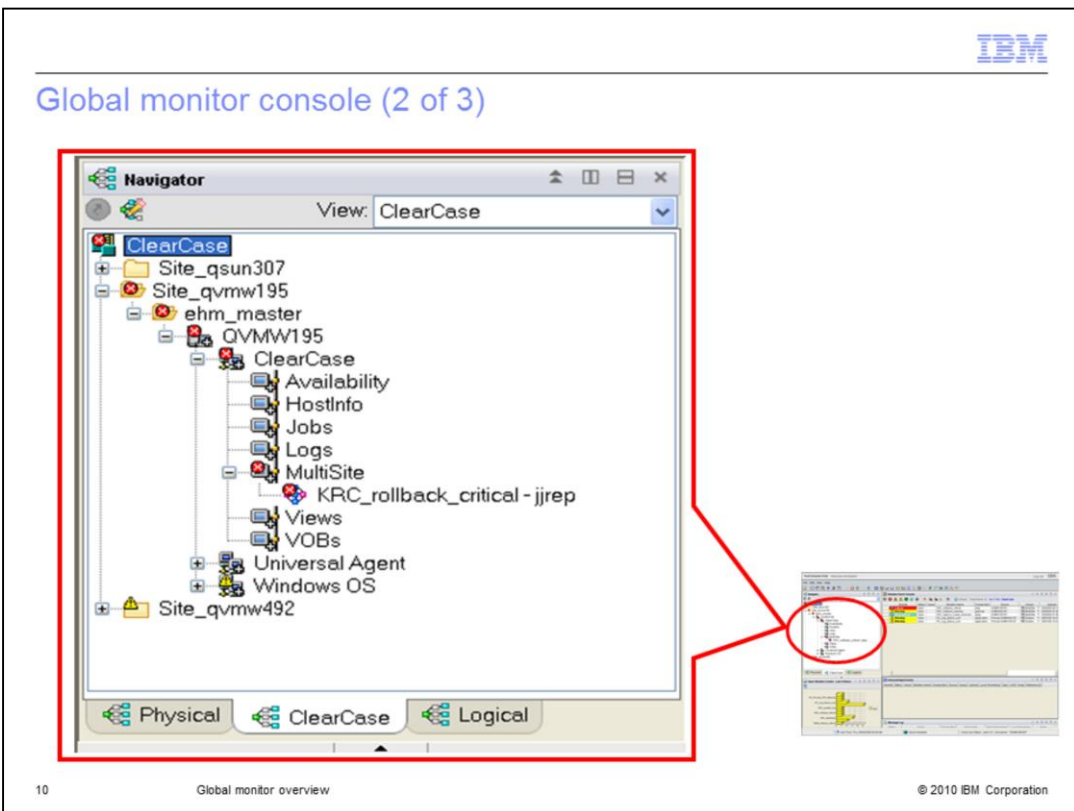 IBM
Global monitor console (2 of 3)
Navigator
View: ClearCase
ClearCase
Site_qsun307
Site_qvmw195
ehm_master
QVMW195
ClearCase
Availability
HostInfo
Jobs
Logs
MultiSite
KRC_rollback_critical - jjrep
Views
VOBs
Universal Agent
Windows OS
Site_qvmw492
Physical
ClearCase
Logical
10
Global monitor overview
© 2010 IBM Corporation